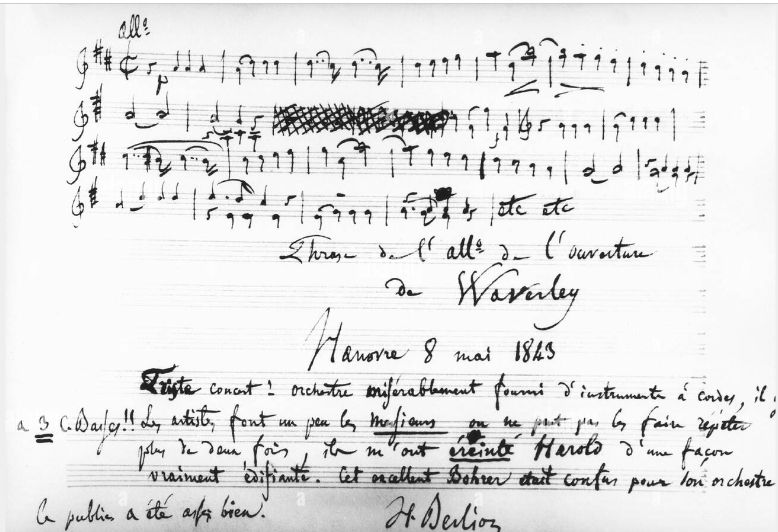 all°
p
etc etc
Phrase de l'all° de l'ouverture
de Waverley
Hanovre 8 mai 1843
Triste concert! orchestre misérablement fourni d'instruments à cordes, il
a 3 C. Basses!! Les artistes font un peu les messieurs on ne peut pas les faire répéter
plus de deux fois, ils m'ont éreinté Harold d'une façon
vraiment édifiante. Cet excellent Bohrer était confus pour son orchestre
Le public a été assez bien.
H. Berlioz